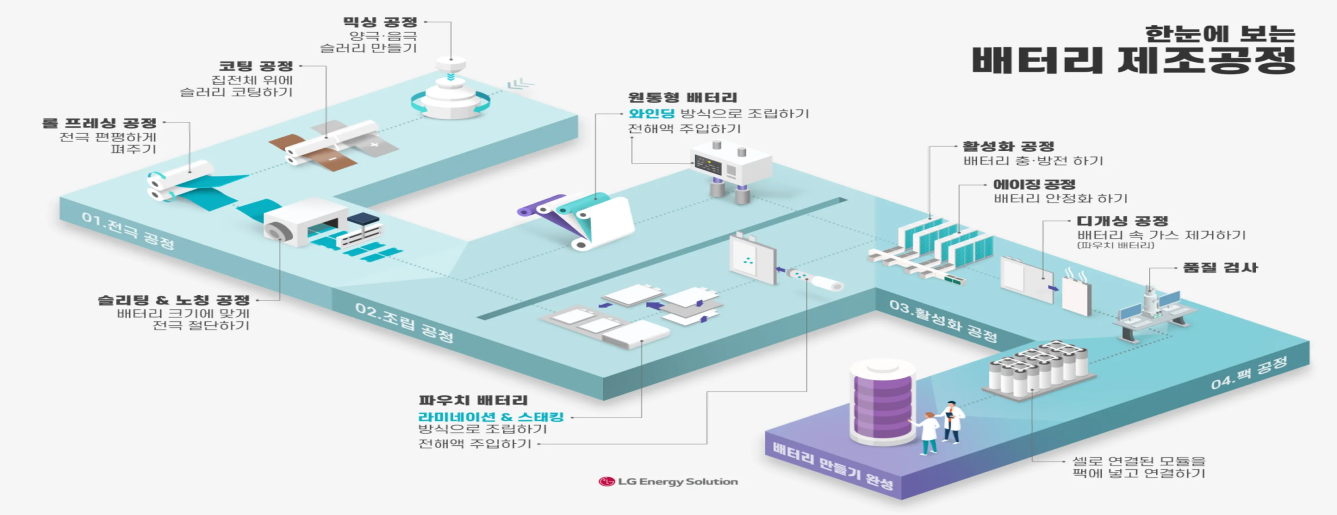 한눈에 보는
배터리 제조공정
믹싱 공정
양극·음극
슬러리 만들기
코팅 공정
집전체 위에
슬러리 코팅하기
롤 프레싱 공정
전극 편평하게
펴주기
01.전극 공정
슬리팅 & 노칭 공정
배터리 크기에 맞게
전극 절단하기
02.조립 공정
원통형 배터리
와인딩 방식으로 조립하기
전해액 주입하기
파우치 배터리
라미네이션 & 스태킹
방식으로 조립하기
전해액 주입하기
활성화 공정
배터리 충·방전 하기
에이징 공정
배터리 안정화 하기
디개싱 공정
배터리 속 가스 제거하기
(파우치 배터리)
품질 검사
03.활성화 공정
04.팩 공정
셀로 연결된 모듈을
팩에 넣고 연결하기
배터리 만들기 완성
LG Energy Solution